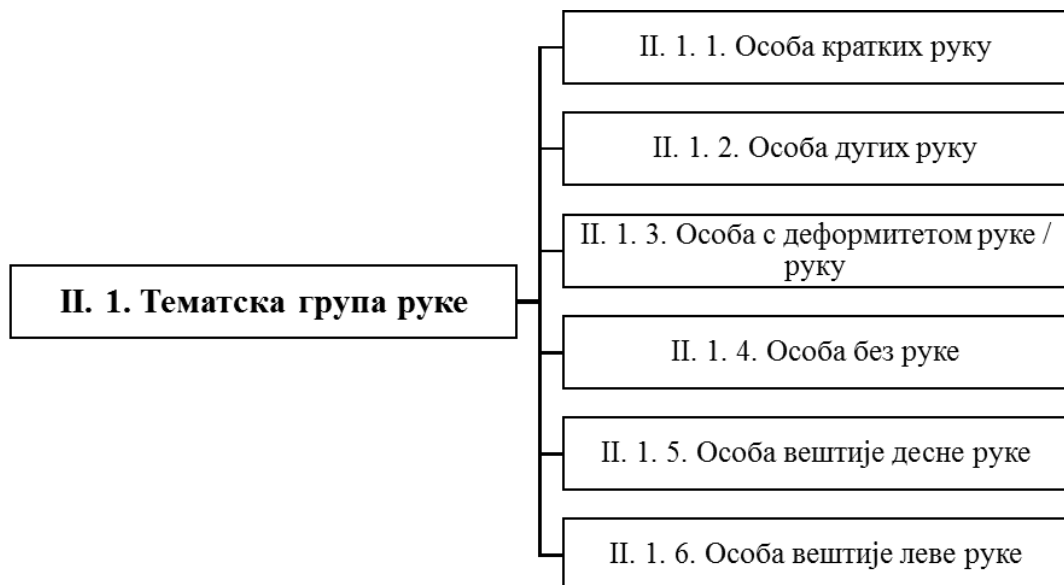 II. 1. Тематска група руке
II. 1. 1. Особа кратких руку
II. 1. 2. Особа дугих руку
II. 1. 3. Особа с деформитетом руке /
руку
II. 1. 4. Особа без руке
II. 1. 5. Особа вештије десне руке
II. 1. 6. Особа вештије леве руке